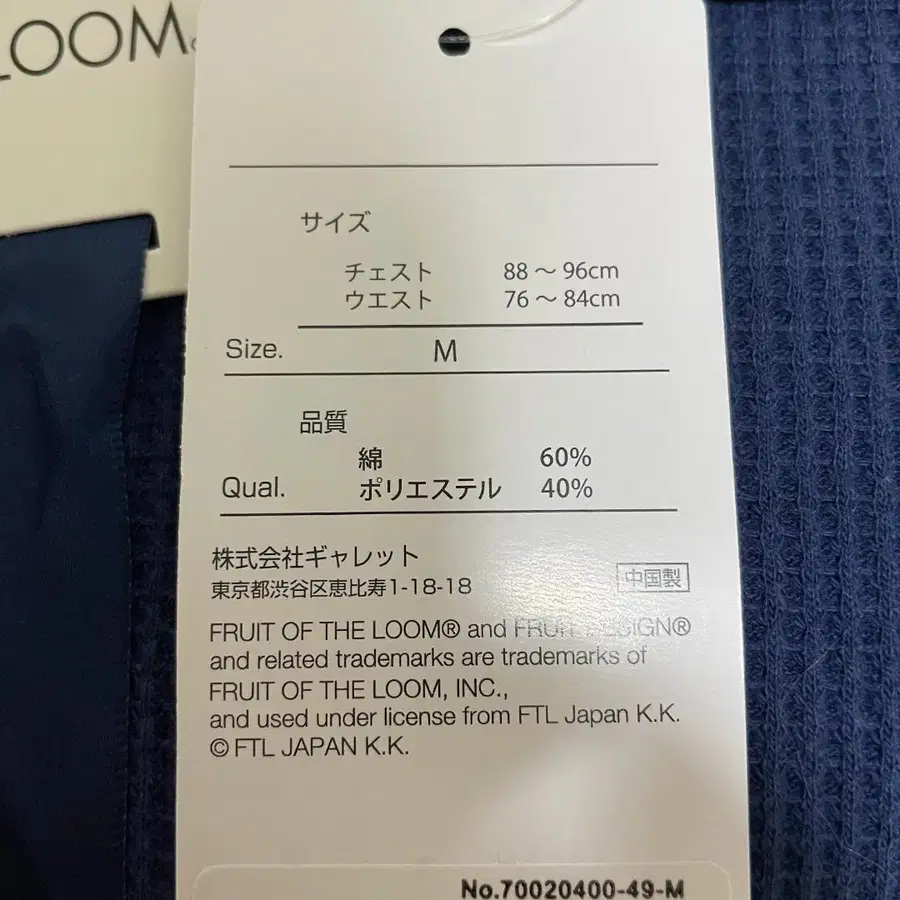 LOOM
サイズ
チェスト 88～96cm
ウエスト 76～84cm
Size. M
品質
綿 60%
Qual. ポリエステル 40%
株式会社ギャレット
東京都渋谷区恵比寿1-18-18
中国製
FRUIT OF THE LOOM® and FRUIT DESIGN®
and related trademarks are trademarks of
FRUIT OF THE LOOM, INC.,
and used under license from FTL Japan K.K.
© FTL JAPAN K.K.
No.70020400-49-M